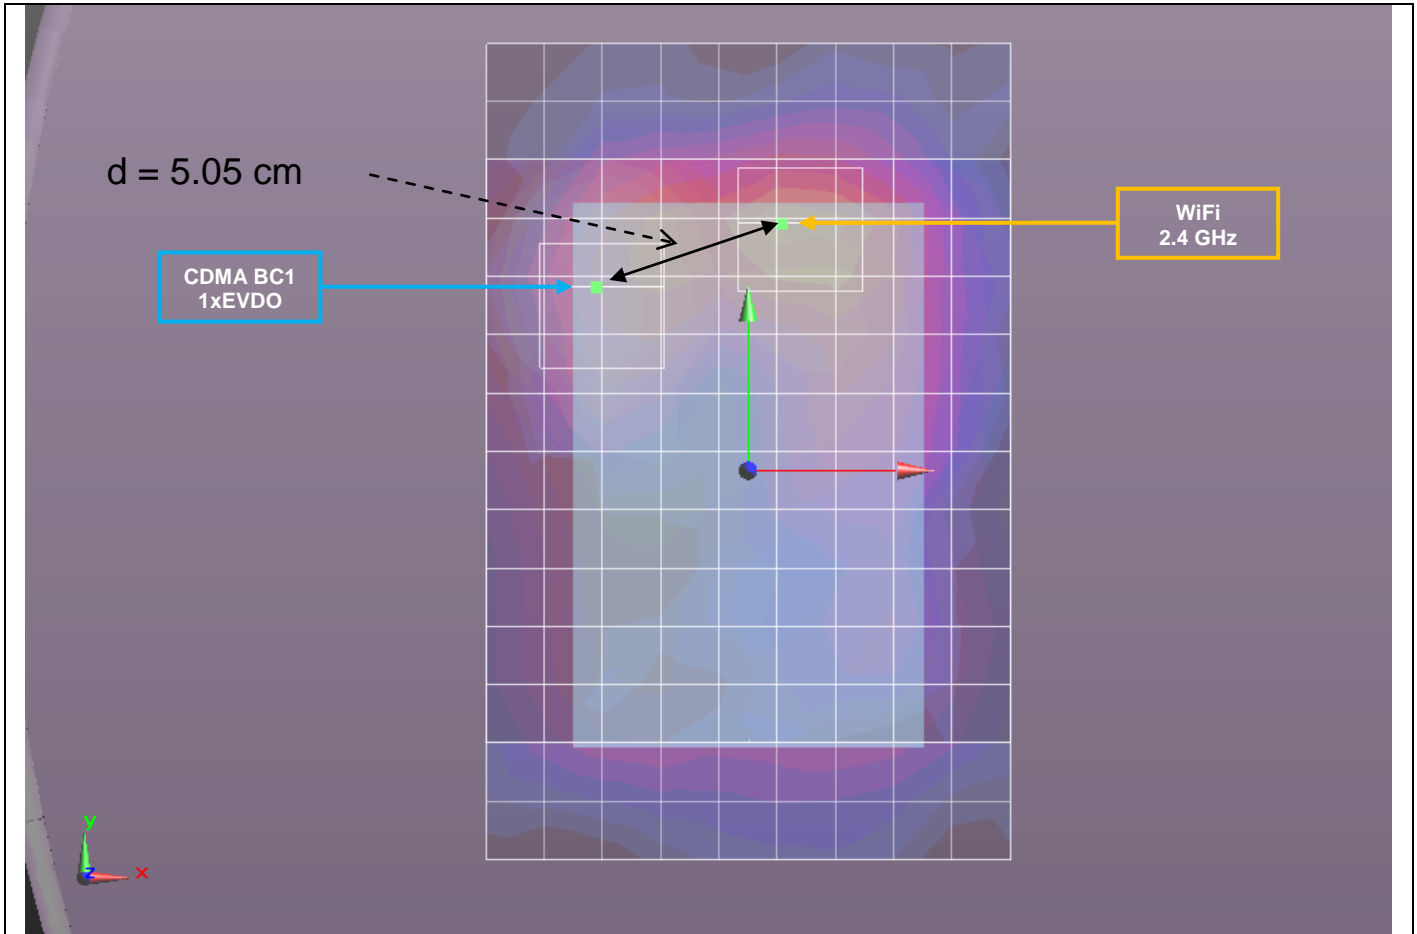 d = 5.05 cm
WiFi
2.4 GHz
CDMA BC1
1xEVDO
y
z
x